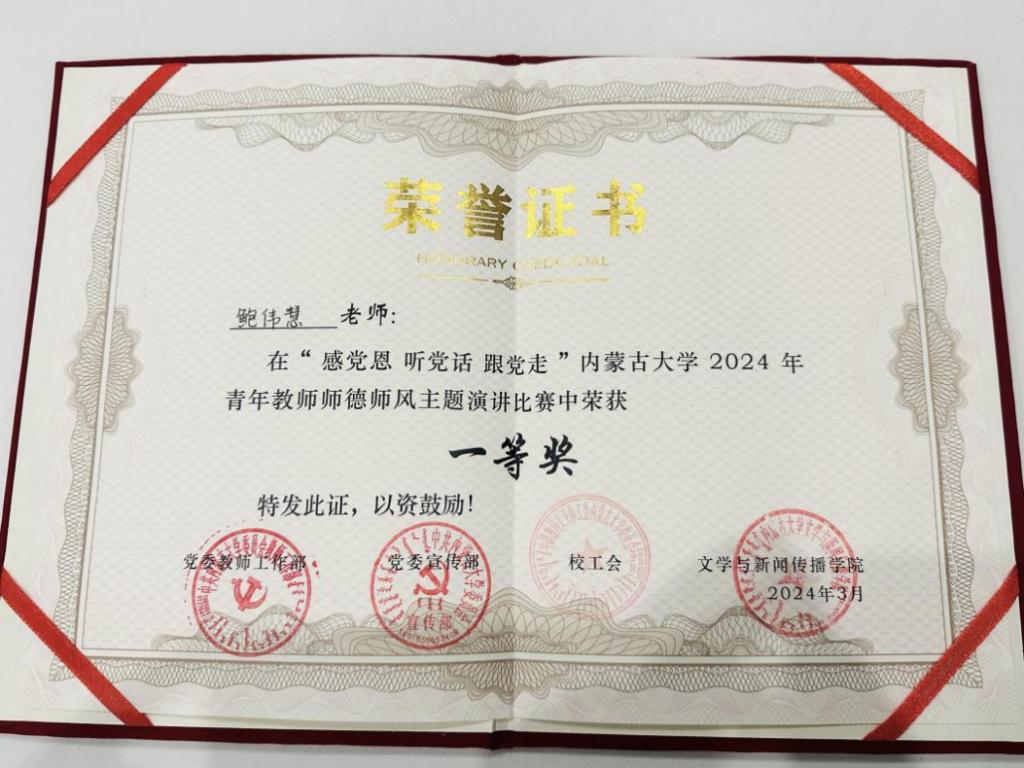 荣誉证书
HONORARY CREDENTIAL
鲍伟慧 老师:
在“感党恩 听党话 跟党走”内蒙古大学 2024 年
青年教师师德师风主题演讲比赛中荣获
一等奖
特发此证，以资鼓励！
党委教师工作部 党委宣传部 校工会 文学与新闻传播学院
2024年3月
宣传部